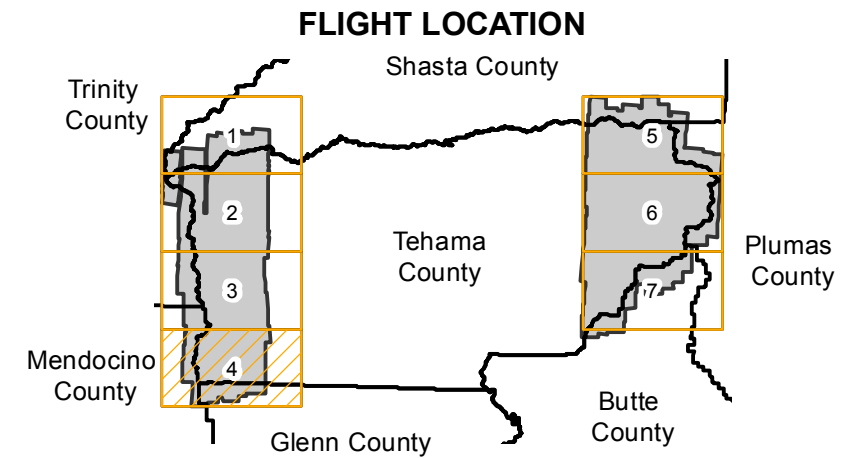 FLIGHT LOCATION
Shasta County
Trinity
County
1
5
2
6
Tehama
County
Plumas
County
3
7
Mendocino
County
4
Butte
County
Glenn County